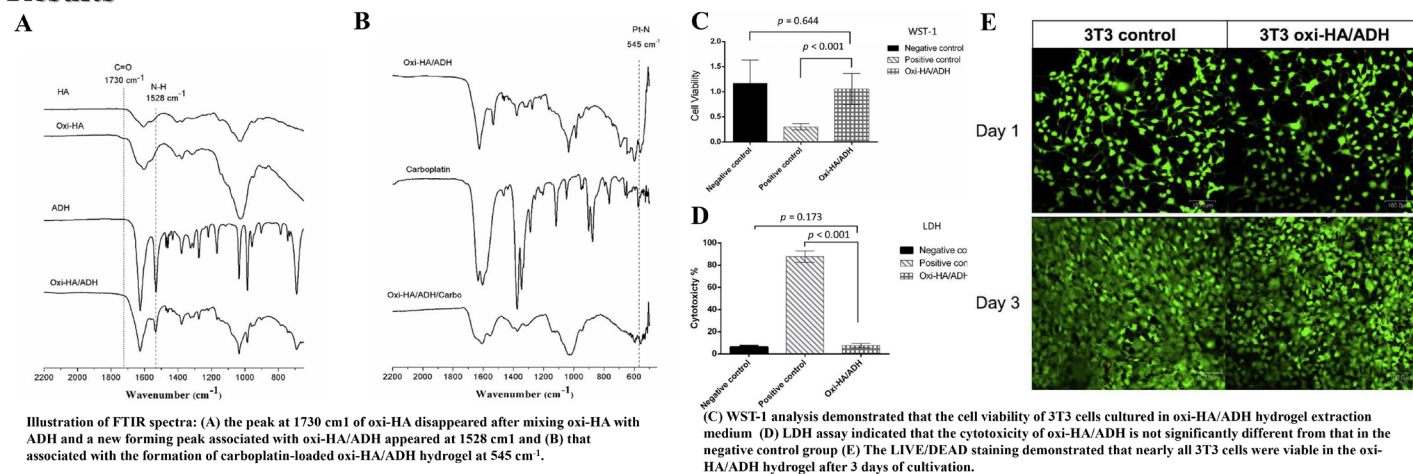 Results
A
C=O
1730 cm⁻¹
N-H
1528 cm⁻¹
HA
Oxi-HA
ADH
Oxi-HA/ADH
2200 2000 1800 1600 1400 1200 1000 800
Wavenumber (cm⁻¹)
B
Pt-N
545 cm⁻¹
Oxi-HA/ADH
Carboplatin
Oxi-HA/ADH/Carbo
2200 2000 1800 1600 1400 1200 1000 800 600
Wavenumber (cm⁻¹)
Illustration of FTIR spectra: (A) the peak at 1730 cm1 of oxi-HA disappeared after mixing oxi-HA with
ADH and a new forming peak associated with oxi-HA/ADH appeared at 1528 cm1 and (B) that
associated with the formation of carboplatin-loaded oxi-HA/ADH hydrogel at 545 cm⁻¹.
C
p = 0.644
WST-1
p < 0.001
Negative control
Positive control
Oxi-HA/ADH
Cell Viability
2.0
1.5
1.0
0.5
0.0
Negative control
Positive control
Oxi-HA/ADH
D
p = 0.173
LDH
p < 0.001
Negative co
Positive con
Oxi-HA/ADH
Cytotoxicty %
100
80
60
40
20
0
Negative control
Positive control
Oxi-HA/ADH
E
3T3 control 3T3 oxi-HA/ADH
Day 1
100.0µm
Day 3
(C) WST-1 analysis demonstrated that the cell viability of 3T3 cells cultured in oxi-HA/ADH hydrogel extraction
medium (D) LDH assay indicated that the cytotoxicity of oxi-HA/ADH is not significantly different from that in the
negative control group (E) The LIVE/DEAD staining demonstrated that nearly all 3T3 cells were viable in the oxi-
HA/ADH hydrogel after 3 days of cultivation.